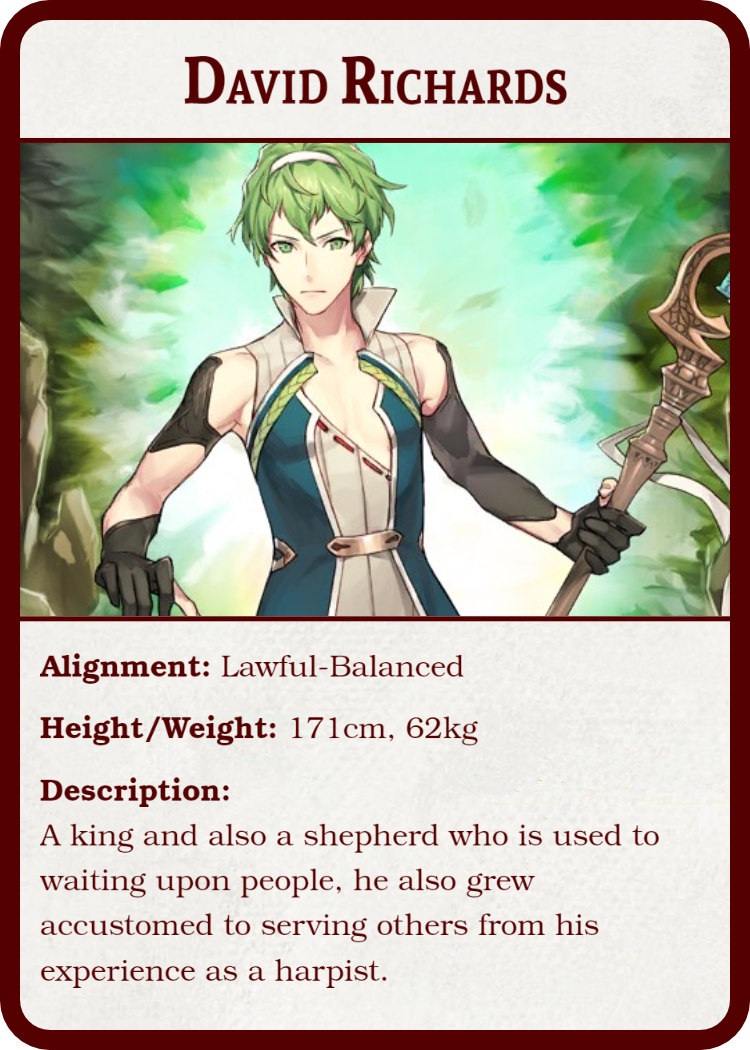 David Richards
Alignment: Lawful-Balanced
Height/Weight: 171cm, 62kg
Description:
A king and also a shepherd who is used to
waiting upon people, he also grew
accustomed to serving others from his
experience as a harpist.